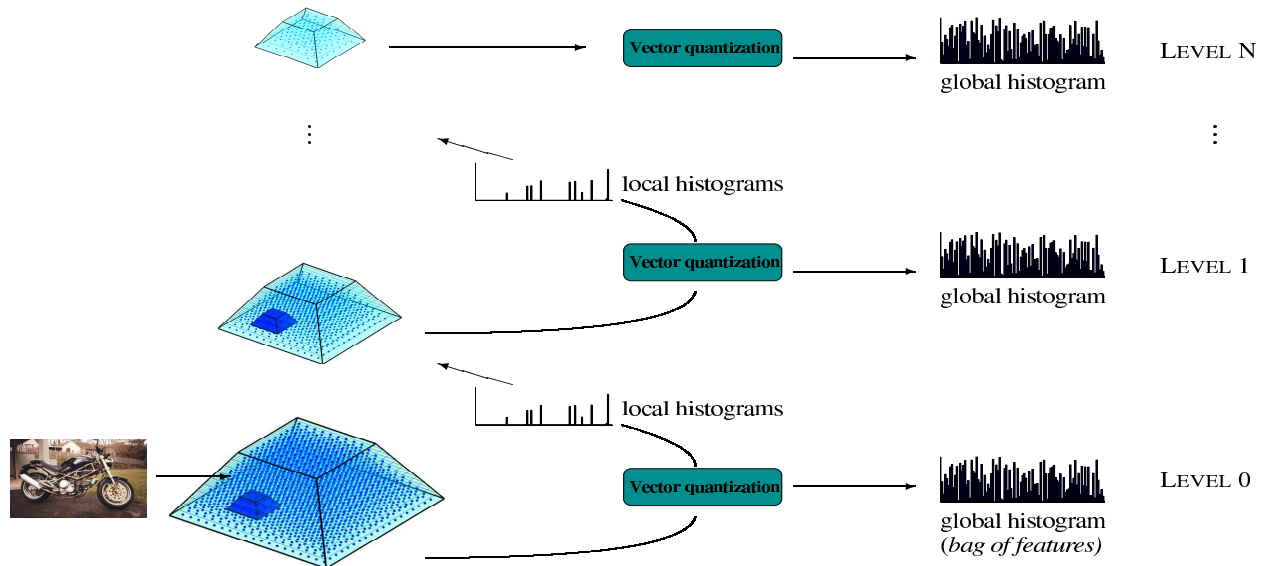 Vector quantization
global histogram
LEVEL N
local histograms
Vector quantization
global histogram
LEVEL 1
local histograms
Vector quantization
global histogram
(bag of features)
LEVEL 0